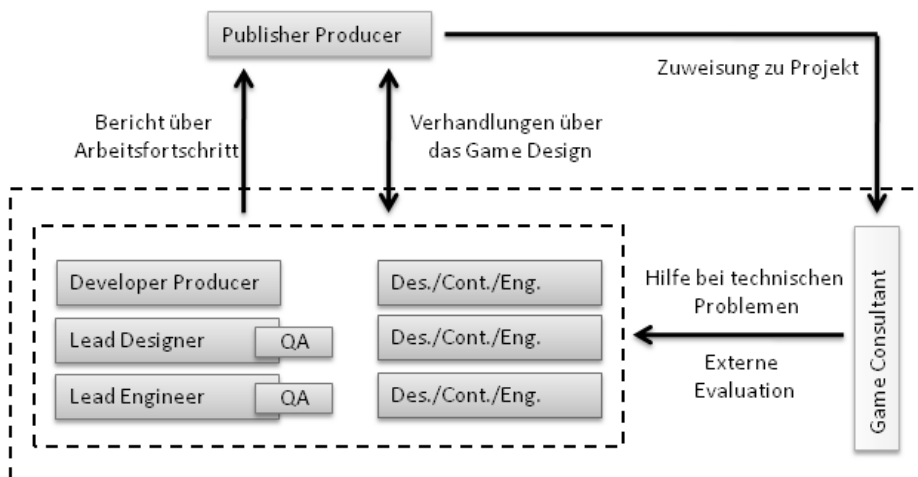 Publisher Producer
Zuweisung zu Projekt
Bericht über
Arbeitsfortschritt
Verhandlungen über
das Game Design
Developer Producer
Des./Cont./Eng.
Lead Designer
QA
Des./Cont./Eng.
Lead Engineer
QA
Des./Cont./Eng.
Hilfe bei technischen
Problemen
Externe
Evaluation
Game Consultant